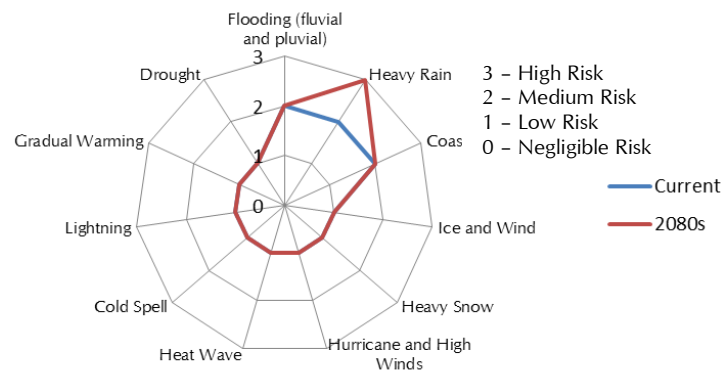 Flooding (fluvial
and pluvial)
3
Heavy Rain
Drought
2
Gradual Warming
Coas
1
0
Lightning
Ice and Wind
Cold Spell
Heavy Snow
Heat Wave
Hurricane and High
Winds
3 – High Risk
2 – Medium Risk
1 – Low Risk
0 – Negligible Risk
Current
2080s